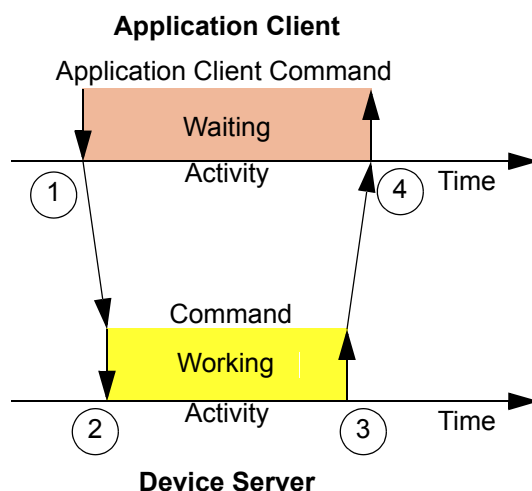 Application Client
Application Client Command
Waiting
Activity
1
4
Time
Command
Working
Activity
2
3
Time
Device Server